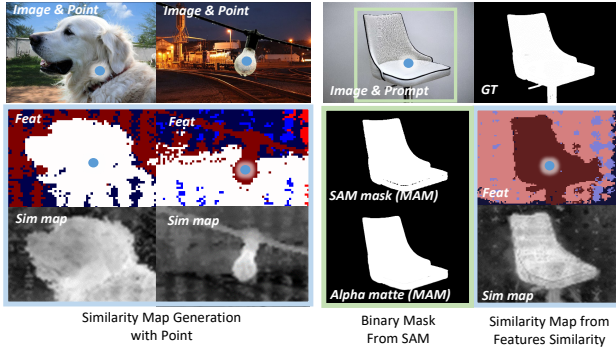 Image & Point
Image & Point
Image & Prompt
GT
Feat
Feat
SAM mask (MAM)
Feat
Sim map
Sim map
Alpha matte (MAM)
Sim map
Similarity Map Generation
with Point
Binary Mask
From SAM
Similarity Map from
Features Similarity